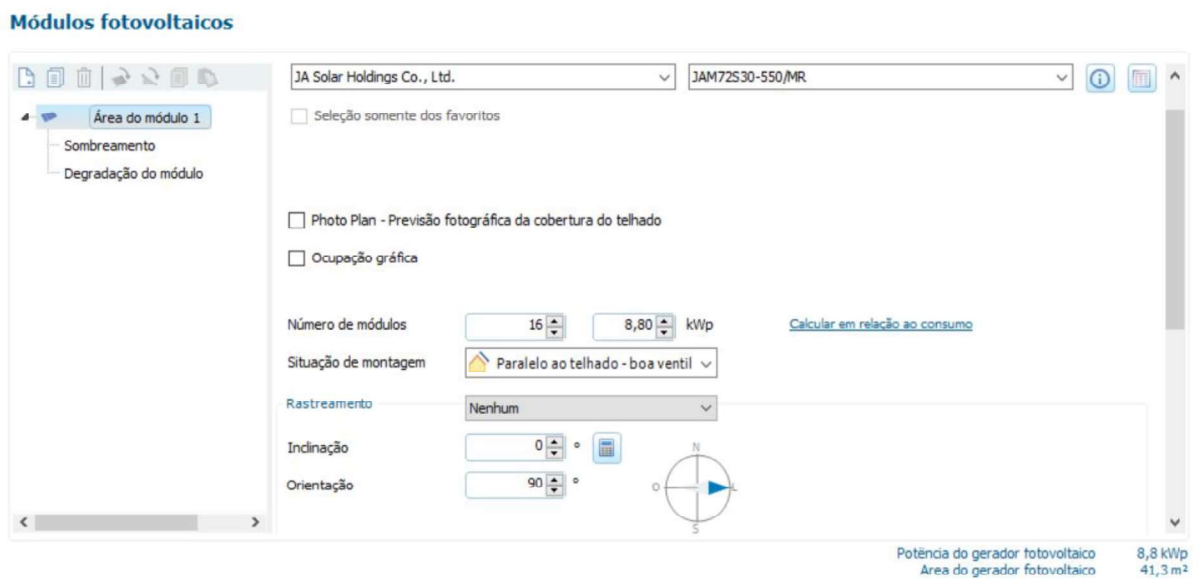 Módulos fotovoltaicos
JA Solar Holdings Co., Ltd.
JAM72S30-550/MR
Área do módulo 1
Seleção somente dos favoritos
Sombreamento
Degradação do módulo
Photo Plan - Previsão fotográfica da cobertura do telhado
Ocupação gráfica
Número de módulos 16 8,80 kWp Calcular em relação ao consumo
Situação de montagem Paralelo ao telhado - boa ventil
Rastreamento Nenhum
Inclinação 0 °
Orientação 90 °
N
O L
S
Potência do gerador fotovoltaico 8,8 kWp
Área do gerador fotovoltaico 41,3 m²